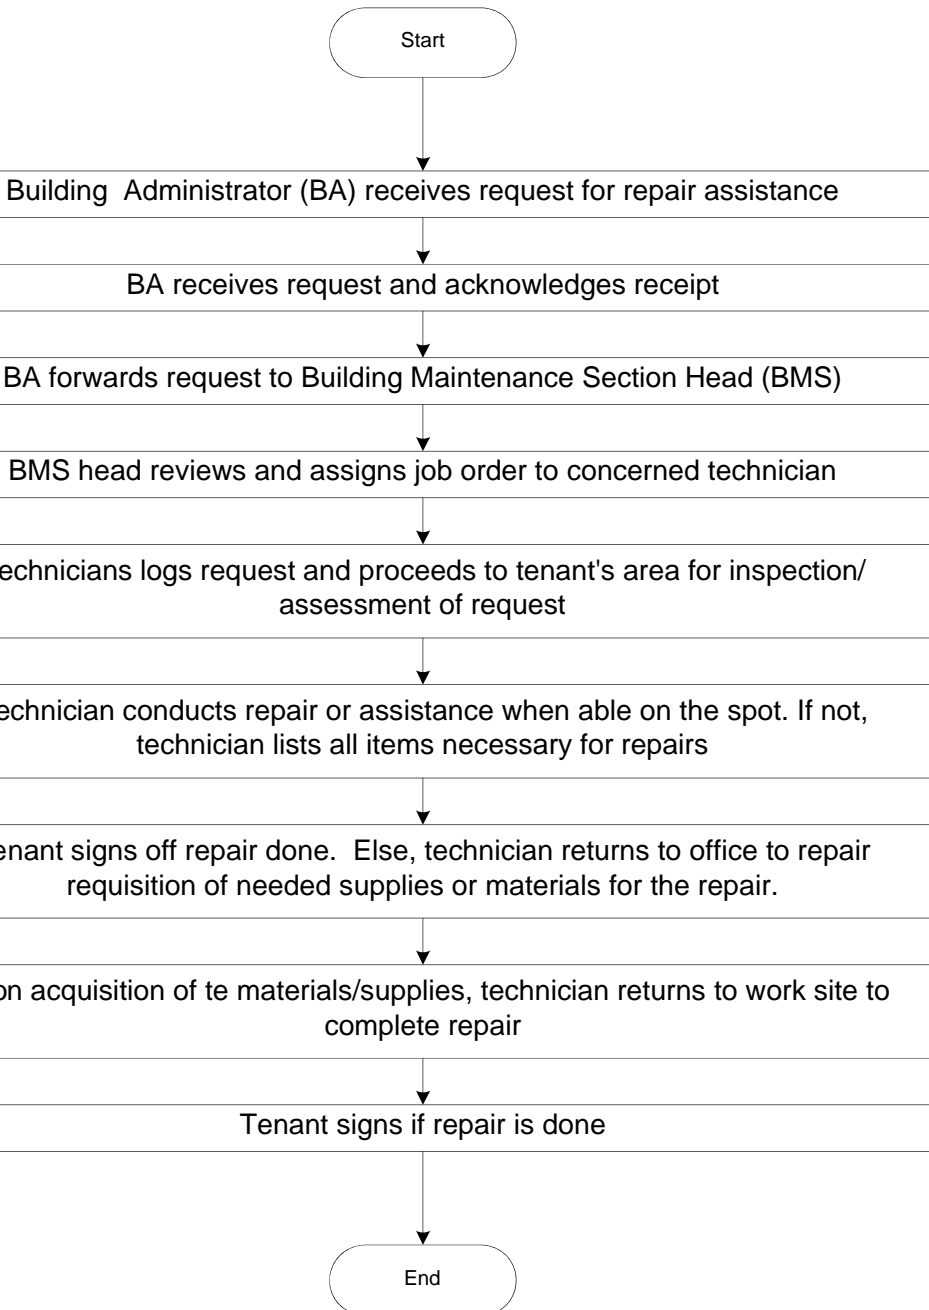 Start
Building Administrator (BA) receives request for repair assistance
BA receives request and acknowledges receipt
BA forwards request to Building Maintenance Section Head (BMS)
BMS head reviews and assigns job order to concerned technician
echnicians logs request and proceeds to tenant's area for inspection/
assessment of request
echnician conducts repair or assistance when able on the spot. If not,
technician lists all items necessary for repairs
enant signs off repair done. Else, technician returns to office to repair
requisition of needed supplies or materials for the repair.
on acquisition of te materials/supplies, technician returns to work site to
complete repair
Tenant signs if repair is done
End